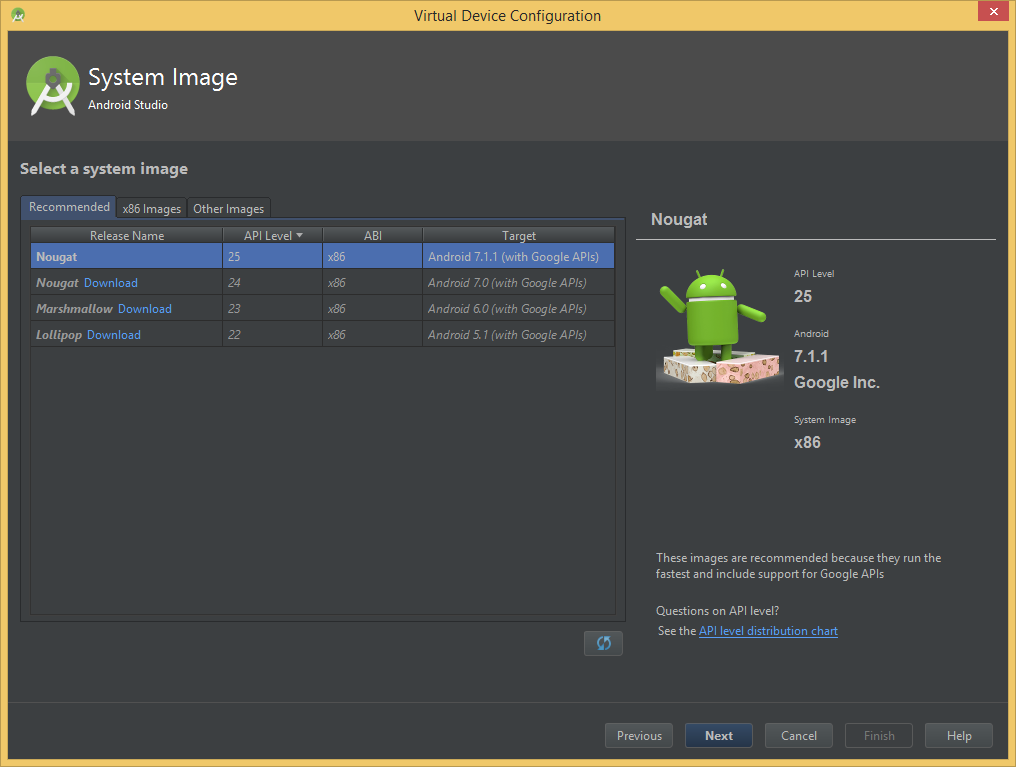 Virtual Device Configuration
System Image
Android Studio
Select a system image
Recommended x86 Images Other Images
Release Name API Level ABI Target
Nougat 25 x86 Android 7.1.1 (with Google APIs)
Nougat Download 24 x86 Android 7.0 (with Google APIs)
Marshmallow Download 23 x86 Android 6.0 (with Google APIs)
Lollipop Download 22 x86 Android 5.1 (with Google APIs)
Nougat
API Level
25
Android
7.1.1
Google Inc.
System Image
x86
These images are recommended because they run the
fastest and include support for Google APIs
Questions on API level?
See the API level distribution chart
Previous Next Cancel Finish Help